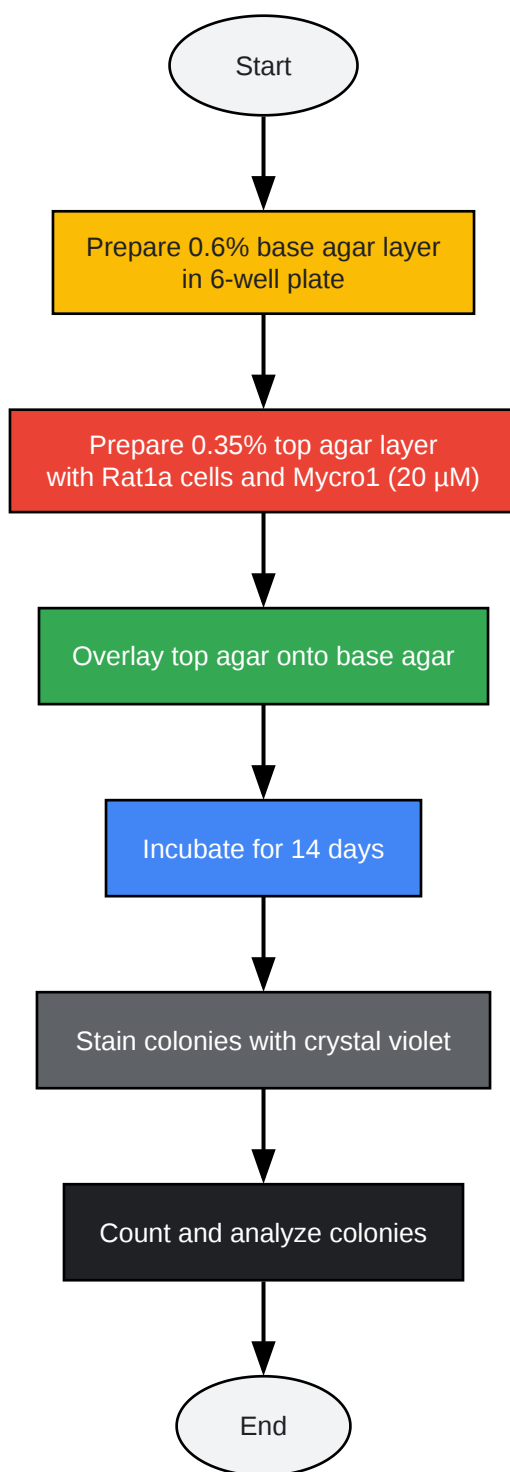 Start
Prepare 0.6% base agar layer
in 6-well plate
Prepare 0.35% top agar layer
with Rat1a cells and Mycro1 (20 µM)
Overlay top agar onto base agar
Incubate for 14 days
Stain colonies with crystal violet
Count and analyze colonies
End